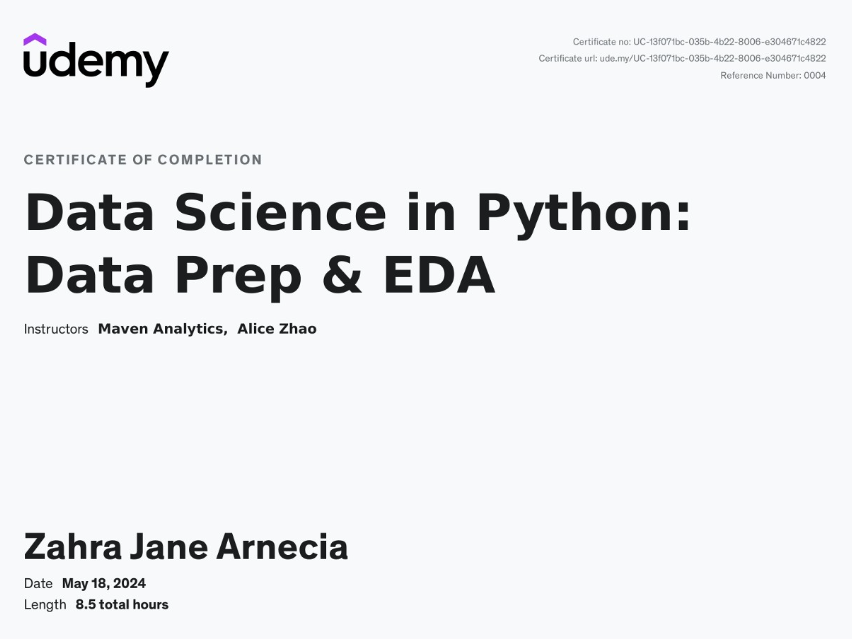 udemy
Certificate no: UC-13f071bc-035b-4b22-8006-e304671c4822
Certificate url: ude.my/UC-13f071bc-035b-4b22-8006-e304671c4822
Reference Number: 0004
CERTIFICATE OF COMPLETION
Data Science in Python:
Data Prep & EDA
Instructors Maven Analytics, Alice Zhao
Zahra Jane Arnecia
Date May 18, 2024
Length 8.5 total hours